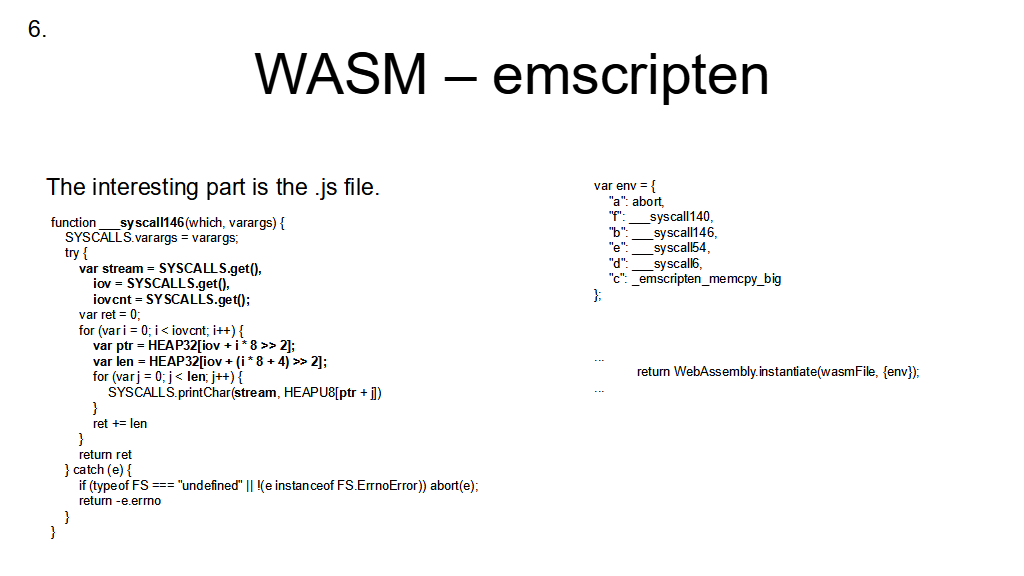 6.
WASM – emscripten
The interesting part is the .js file.
function ___syscall146(which, varargs) {
SYSCALLS.varargs = varargs;
try {
var stream = SYSCALLS.get(),
iov = SYSCALLS.get(),
iovcnt = SYSCALLS.get();
var ret = 0;
for (var i = 0; i < iovcnt; i++) {
var ptr = HEAP32[iov + i * 8 >> 2];
var len = HEAP32[iov + (i * 8 + 4) >> 2];
for (var j = 0; j < len; j++) {
SYSCALLS.printChar(stream, HEAPU8[ptr + j])
}
ret += len
}
return ret
} catch (e) {
if (typeof FS === "undefined" || !(e instanceof FS.ErrnoError)) abort(e);
return -e.errno
}
}
var env = {
"a": abort,
"f": ___syscall140,
"b": ___syscall146,
"e": ___syscall54,
"d": ___syscall6,
"c": _emscripten_memcpy_big
};
...
return WebAssembly.instantiate(wasmFile, {env});
...